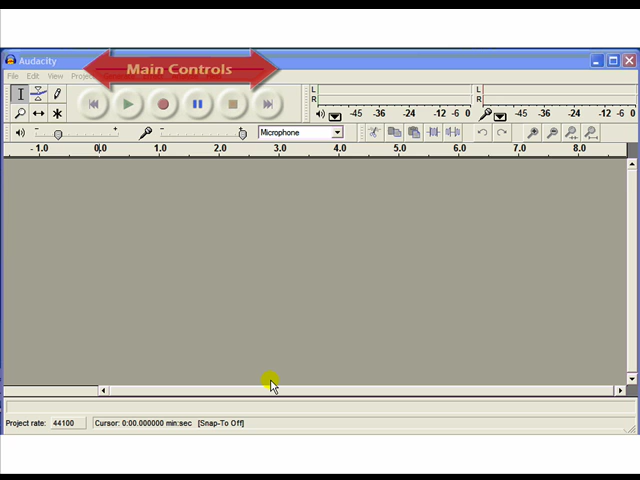 Audacity
Main Controls
File Edit View Project
L
R
-45 -36 -24 -12 -6 0
L
R
-45 -36 -24 -12 -6 0
- + - + Microphone
- 1.0 0.0 1.0 2.0 3.0 4.0 5.0 6.0 7.0 8.0
Project rate: 44100 Cursor: 0:00.000000 min:sec [Snap-To Off]